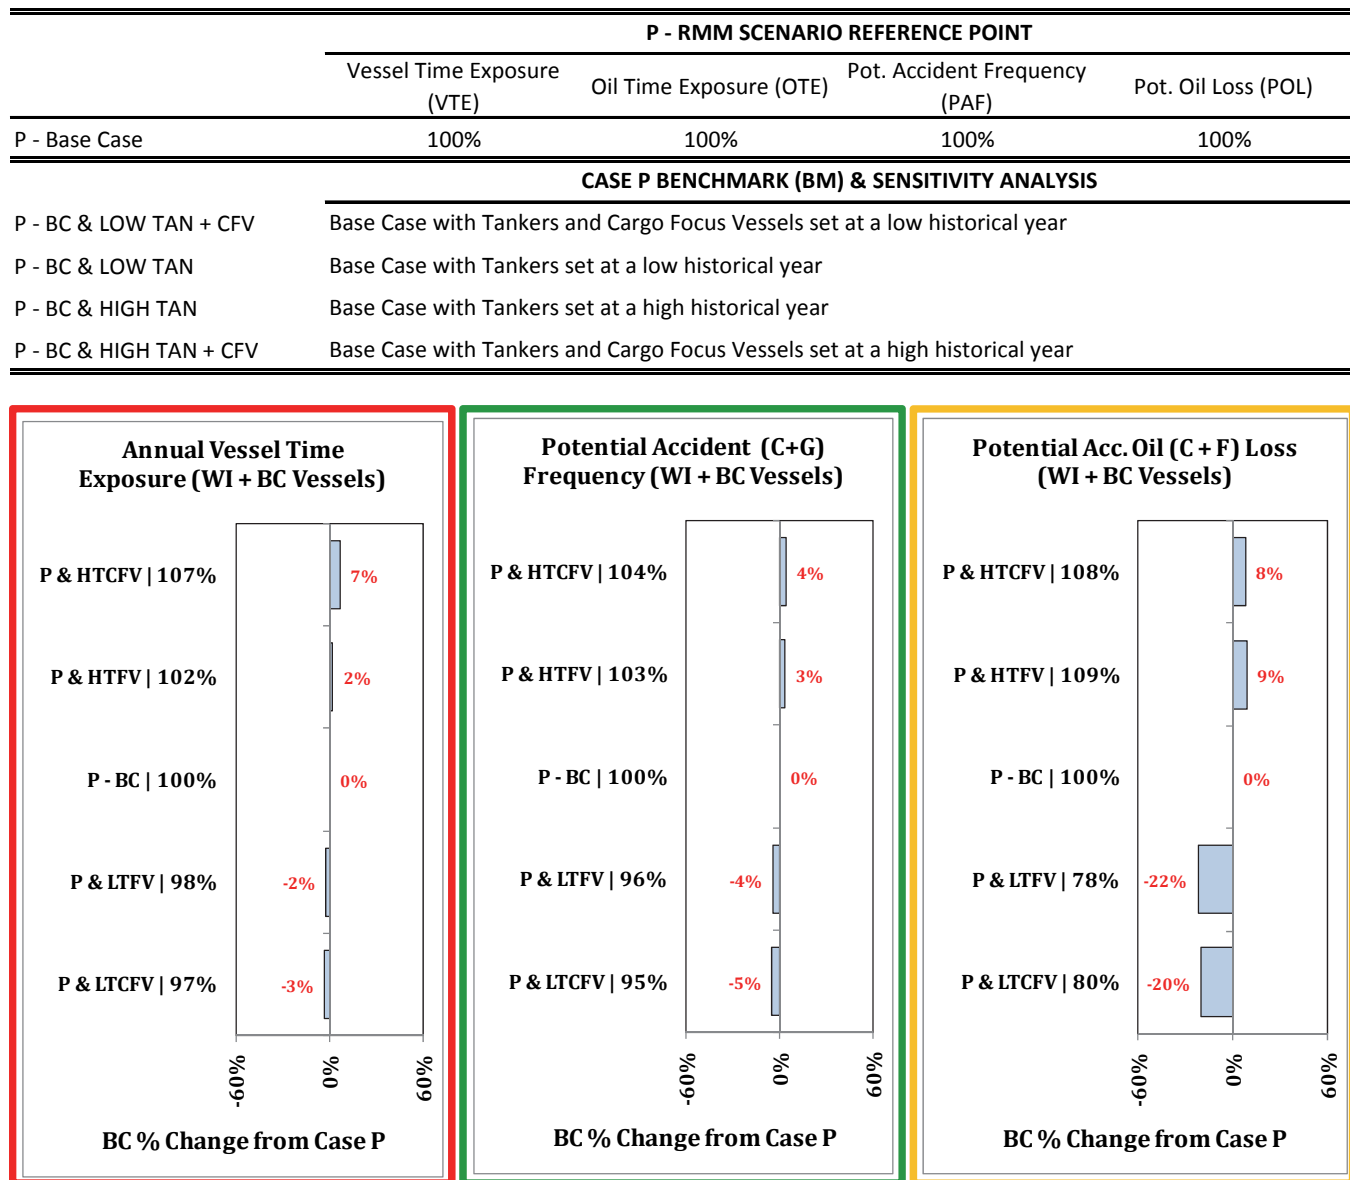 P - RMM SCENARIO REFERENCE POINT
Vessel Time Exposure (VTE) Oil Time Exposure (OTE) Pot. Accident Frequency (PAF) Pot. Oil Loss (POL)
P - Base Case 100% 100% 100% 100%
CASE P BENCHMARK (BM) & SENSITIVITY ANALYSIS
P - BC & LOW TAN + CFV Base Case with Tankers and Cargo Focus Vessels set at a low historical year
P - BC & LOW TAN Base Case with Tankers set at a low historical year
P - BC & HIGH TAN Base Case with Tankers set at a high historical year
P - BC & HIGH TAN + CFV Base Case with Tankers and Cargo Focus Vessels set at a high historical year
Annual Vessel Time
Exposure (WI + BC Vessels)
P & HTCFV | 107% 7%
P & HTFV | 102% 2%
P - BC | 100% 0%
P & LTFV | 98% -2%
P & LTCFV | 97% -3%
-60% 0% 60%
BC % Change from Case P
Potential Accident (C+G)
Frequency (WI + BC Vessels)
P & HTCFV | 104% 4%
P & HTFV | 103% 3%
P - BC | 100% 0%
P & LTFV | 96% -4%
P & LTCFV | 95% -5%
-60% 0% 60%
BC % Change from Case P
Potential Acc. Oil (C + F) Loss
(WI + BC Vessels)
P & HTCFV | 108% 8%
P & HTFV | 109% 9%
P - BC | 100% 0%
P & LTFV | 78% -22%
P & LTCFV | 80% -20%
-60% 0% 60%
BC % Change from Case P